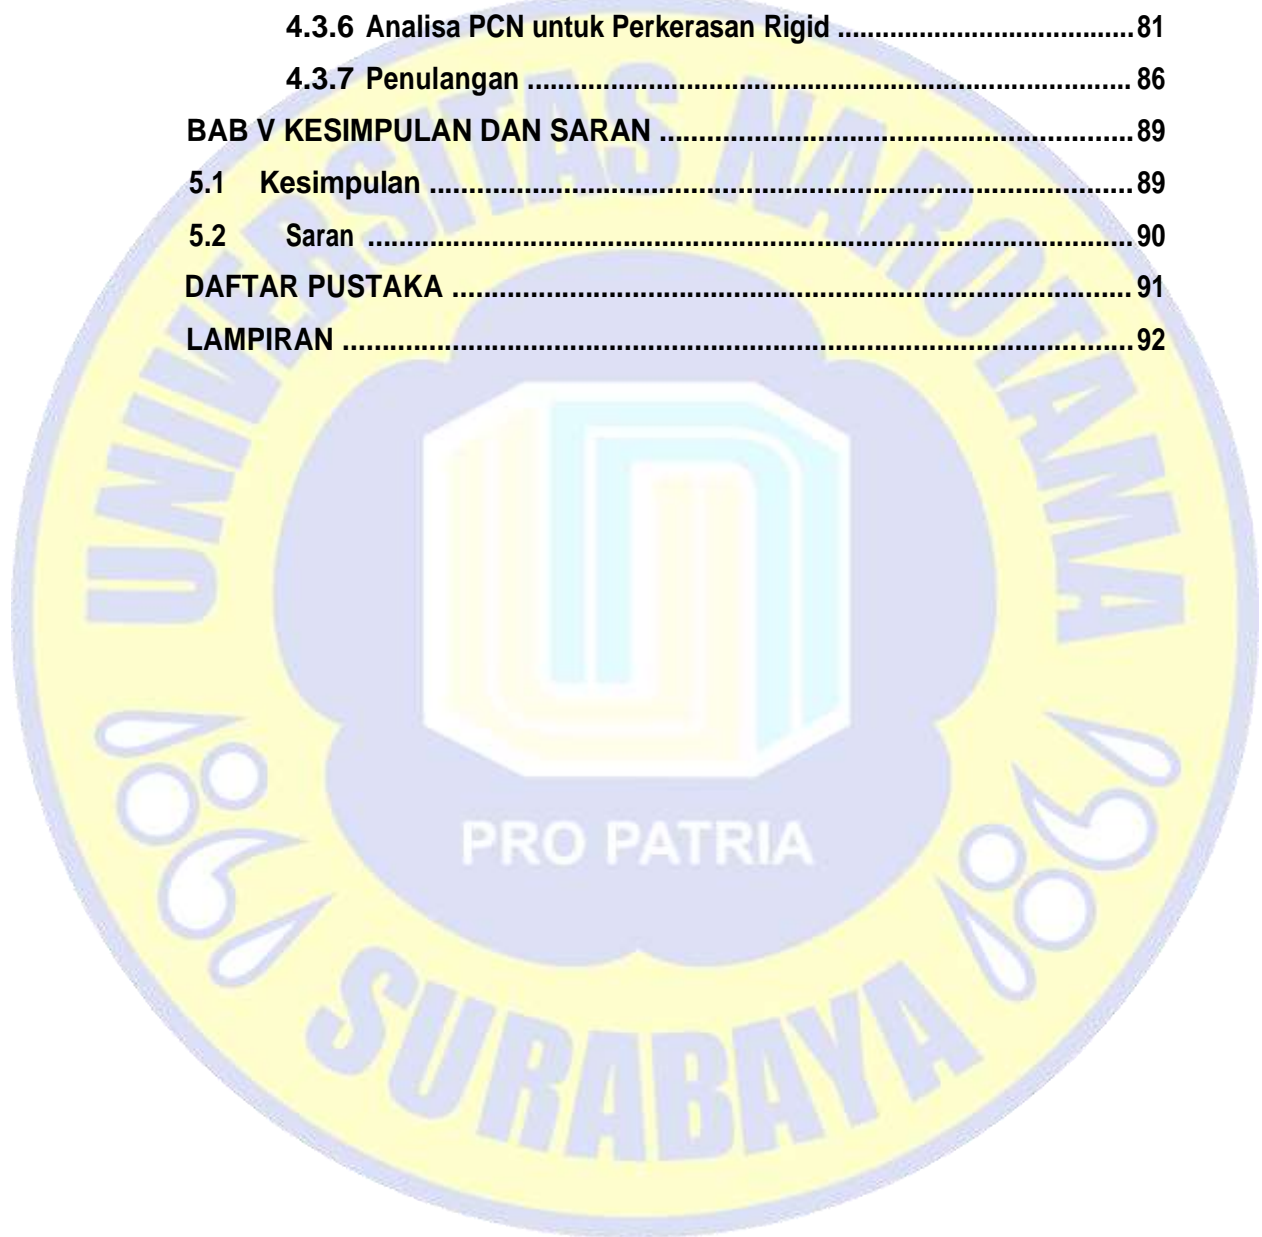 4.3.6 Analisa PCN untuk Perkerasan Rigid ....................................... 81
4.3.7 Penulangan ................................................................................ 86
BAB V KESIMPULAN DAN SARAN .............................................................. 89
5.1 Kesimpulan ............................................................................................. 89
5.2 Saran ..................................................................................................... 90
DAFTAR PUSTAKA ......................................................................................... 91
LAMPIRAN ....................................................................................................... 92
UNIVERSITAS NAROTAMA
PRO PATRIA
SURABAYA